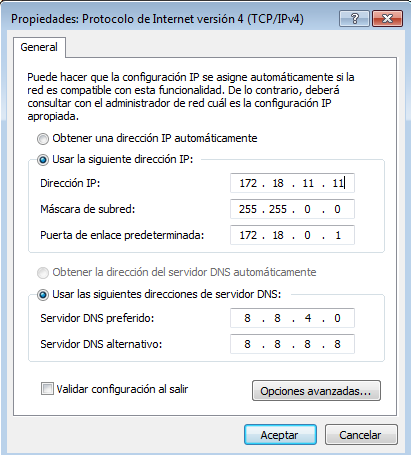 Propiedades: Protocolo de Internet versión 4 (TCP/IPv4)
General
Puede hacer que la configuración IP se asigne automáticamente si la
red es compatible con esta funcionalidad. De lo contrario, deberá
consultar con el administrador de red cuál es la configuración IP
apropiada.
Obtener una dirección IP automáticamente
Usar la siguiente dirección IP:
Dirección IP: 172 . 18 . 11 . 11
Máscara de subred: 255 . 255 . 0 . 0
Puerta de enlace predeterminada: 172 . 18 . 0 . 1
Obtener la dirección del servidor DNS automáticamente
Usar las siguientes direcciones de servidor DNS:
Servidor DNS preferido: 8 . 8 . 4 . 0
Servidor DNS alternativo: 8 . 8 . 8 . 8
Validar configuración al salir
Opciones avanzadas...
Aceptar Cancelar